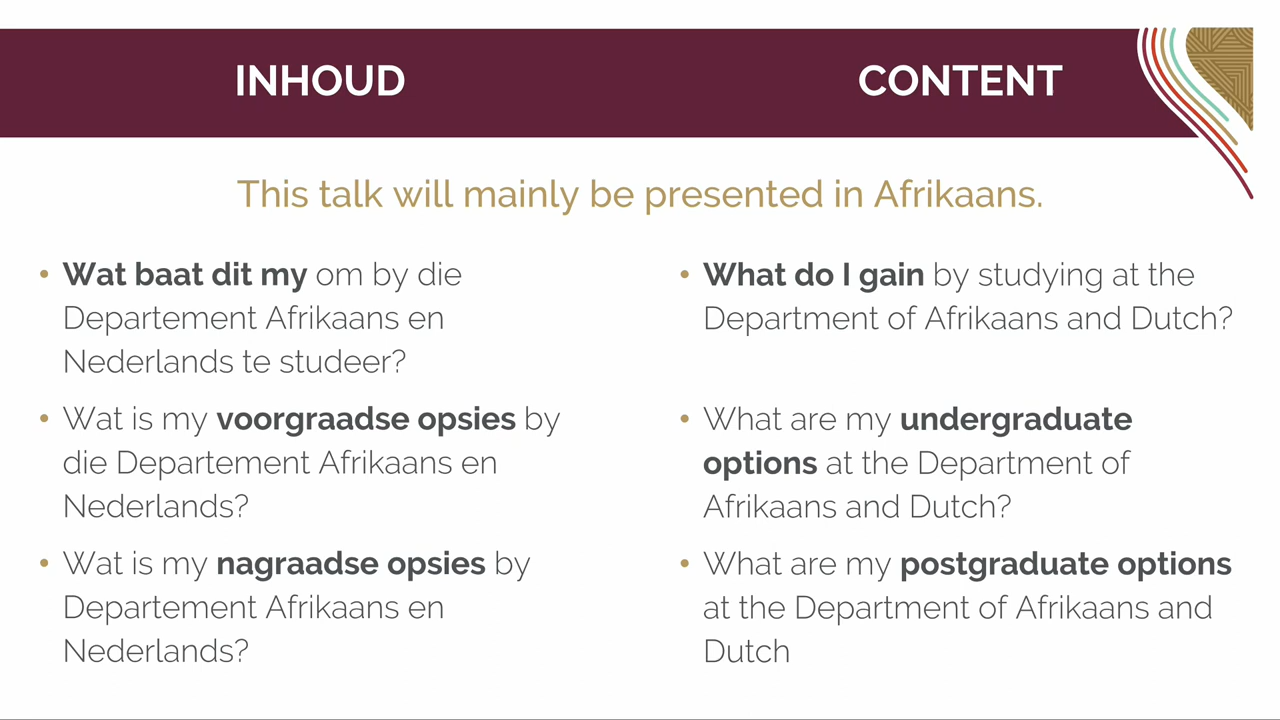 INHOUD
CONTENT
This talk will mainly be presented in Afrikaans.
• Wat baat dit my om by die
Departement Afrikaans en
Nederlands te studeer?
• Wat is my voorgraadse opsies by
die Departement Afrikaans en
Nederlands?
• Wat is my nagraadse opsies by
Departement Afrikaans en
Nederlands?
• What do I gain by studying at the
Department of Afrikaans and Dutch?
• What are my undergraduate
options at the Department of
Afrikaans and Dutch?
• What are my postgraduate options
at the Department of Afrikaans and
Dutch